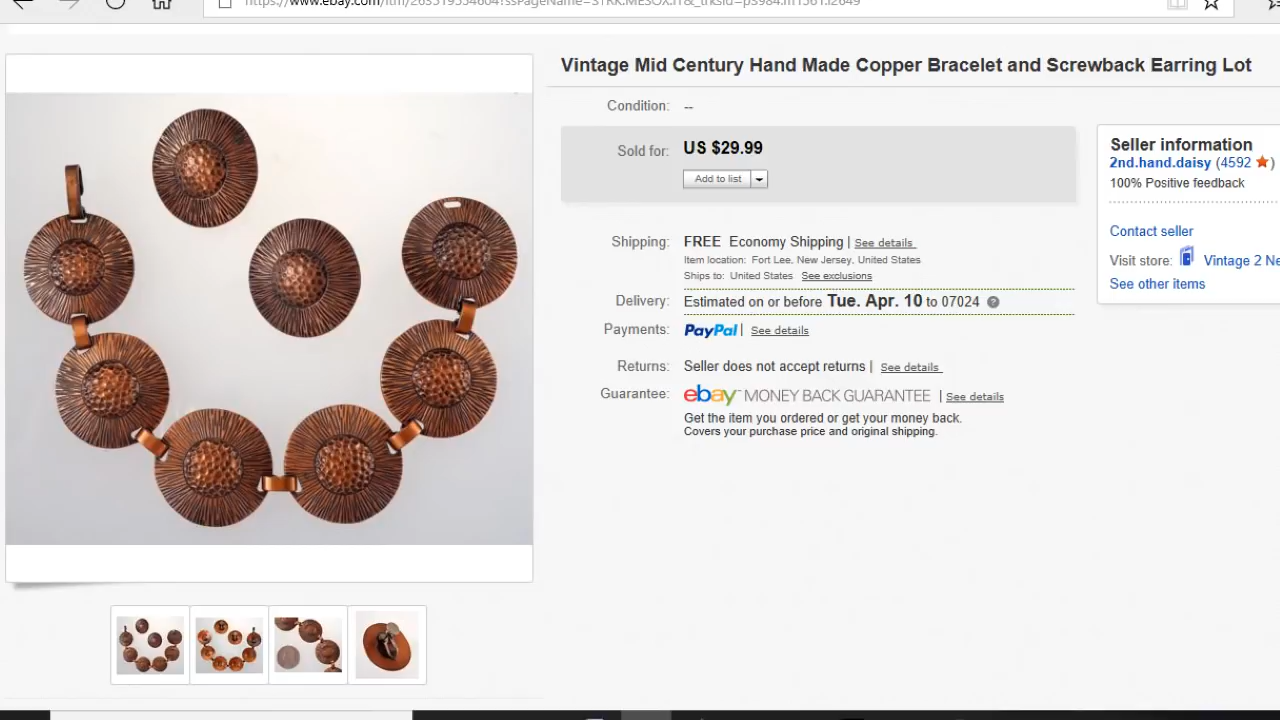 Vintage Mid Century Hand Made Copper Bracelet and Screwback Earring Lot
Condition: --
Sold for: US $29.99
Add to list
Shipping: FREE Economy Shipping | See details
Item location: Fort Lee, New Jersey, United States
Ships to: United States See exclusions
Delivery: Estimated on or before Tue. Apr. 10 to 07024 ?
Payments: PayPal | See details
Returns: Seller does not accept returns | See details
Guarantee: ebay MONEY BACK GUARANTEE | See details
Get the item you ordered or get your money back.
Covers your purchase price and original shipping.
Seller information
2nd.hand.daisy (4592 )
100% Positive feedback
Contact seller
Visit store: Vintage 2 Ne
See other items